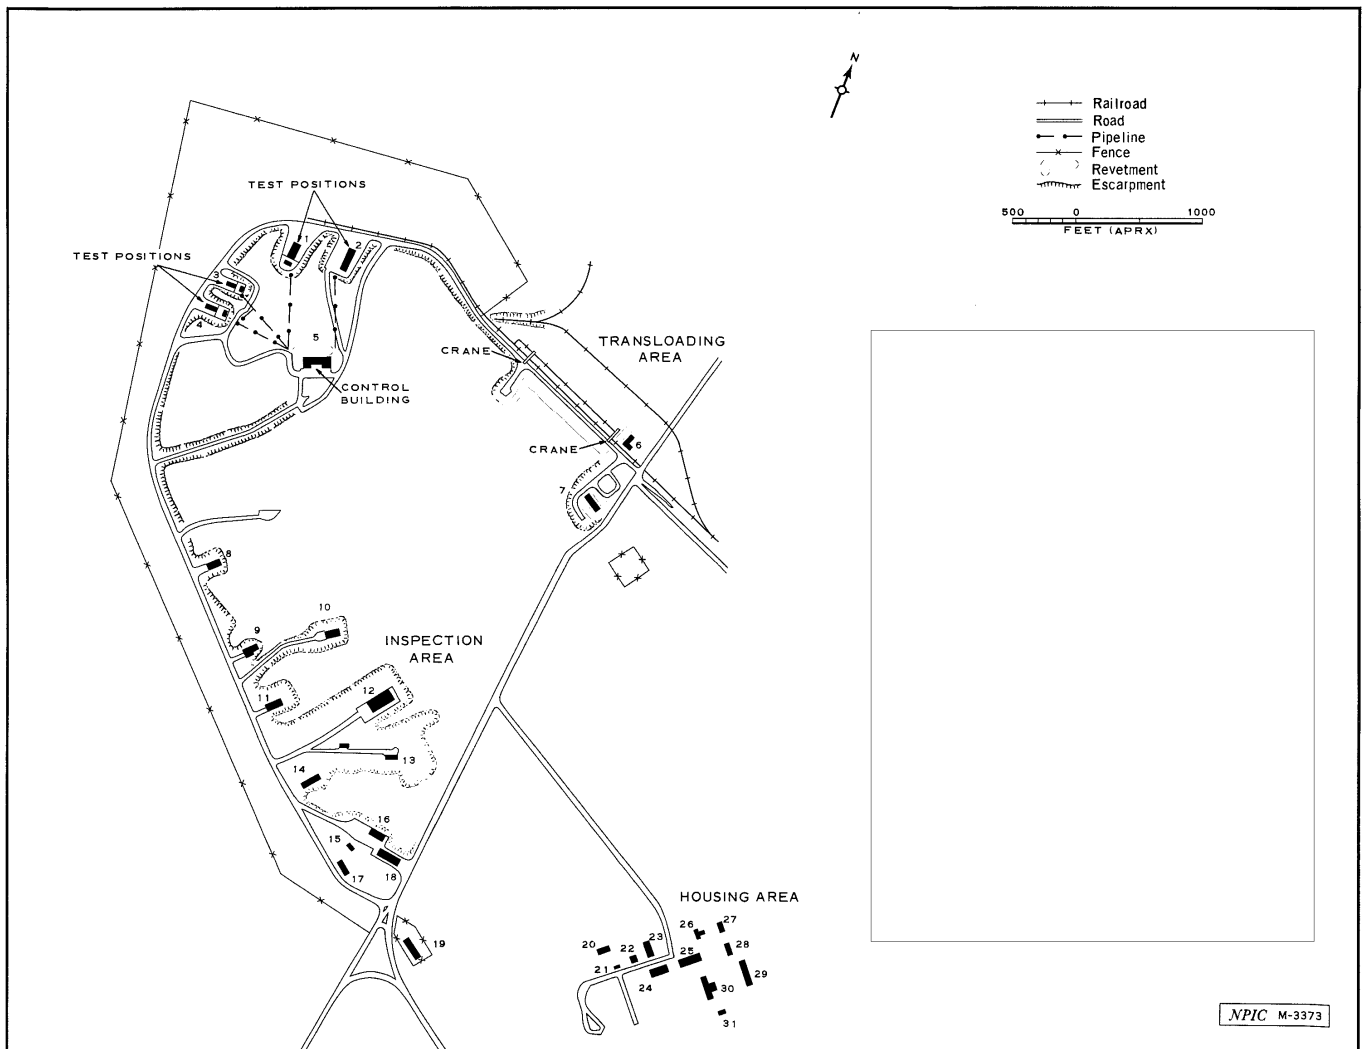 N
Railroad
Road
Pipeline
Fence
Revetment
Escarpment
500 0 1000
FEET (APRX)
TEST POSITIONS
1
2
TEST POSITIONS
3
4
5
CONTROL
BUILDING
CRANE
TRANSLOADING
AREA
CRANE
6
7
8
9
10
INSPECTION
AREA
11
12
13
14
15
16
17
18
19
HOUSING AREA
20
21
22
23
24
25
26
27
28
29
30
31
NPIC M-3373